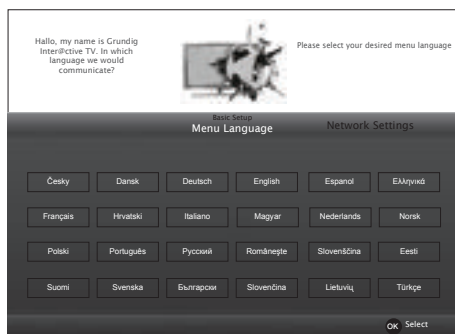 Hallo, my name is Grundig
Inter@ctive TV. In which
language we would
communicate?
Please select your desired menu language
Basic Setup
Menu Language
Network Settings
Česky Dansk Deutsch English Espanol Ελληνικά
Français Hrvatski Italiano Magyar Nederlands Norsk
Polski Português Русский Românește Slovenščina Eesti
Suomi Svenska Български Slovenčina Lietuvių Türkçe
OK Select